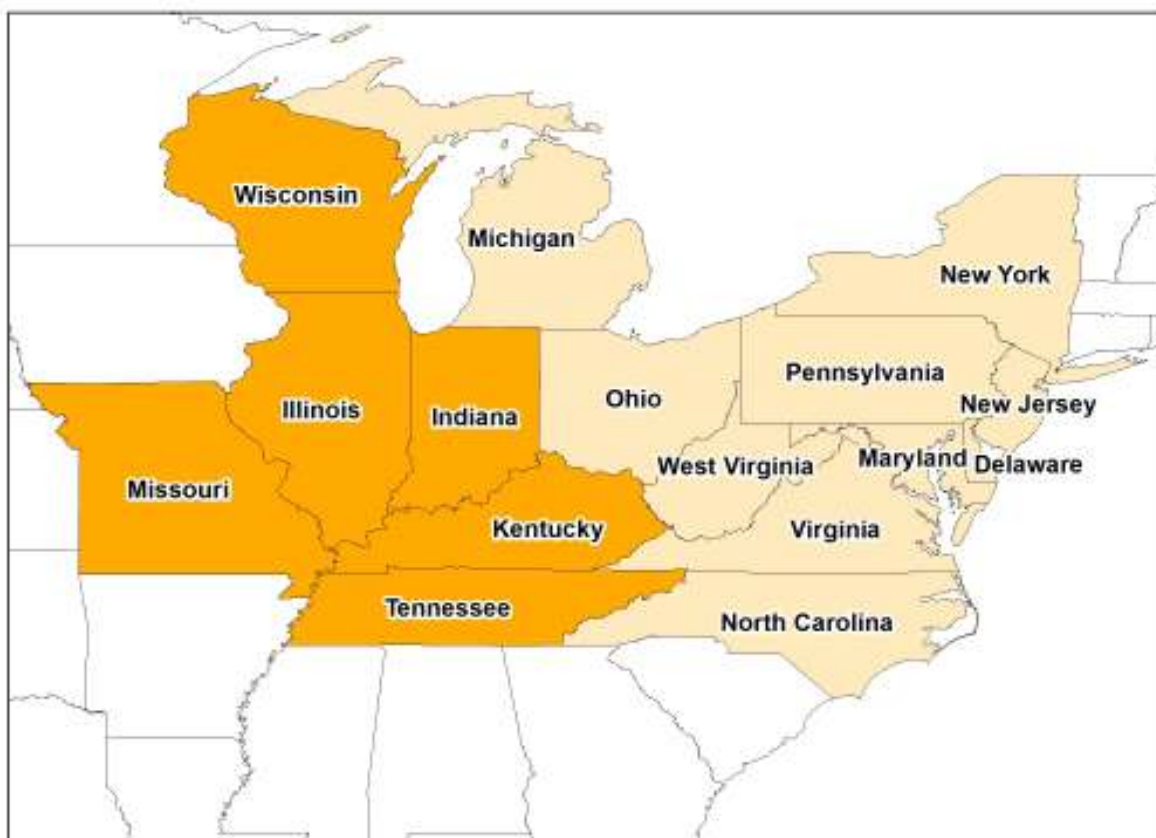 Wisconsin
Michigan
New York
Pennsylvania
Ohio
New Jersey
Illinois
Indiana
West Virginia
Maryland
Delaware
Missouri
Kentucky
Virginia
Tennessee
North Carolina